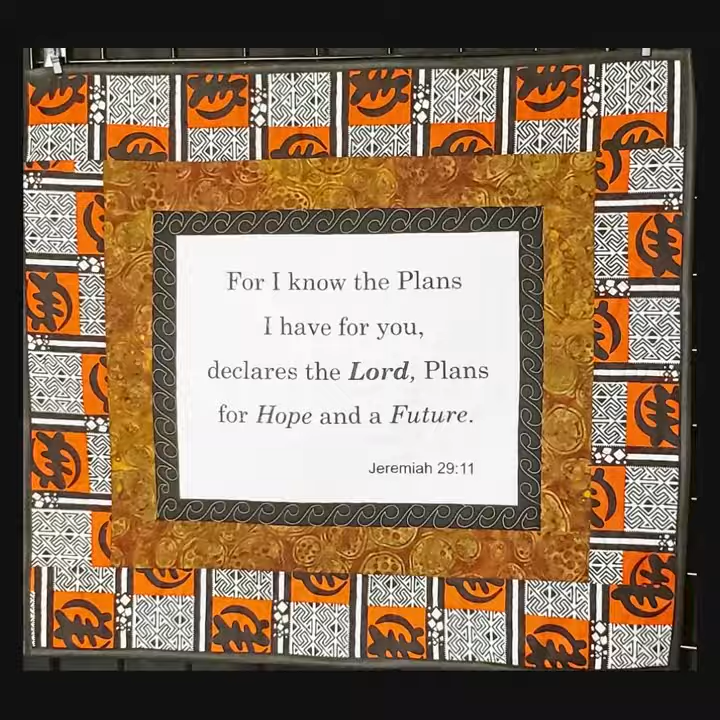 For I know the Plans
I have for you,
declares the Lord, Plans
for Hope and a Future.
Jeremiah 29:11